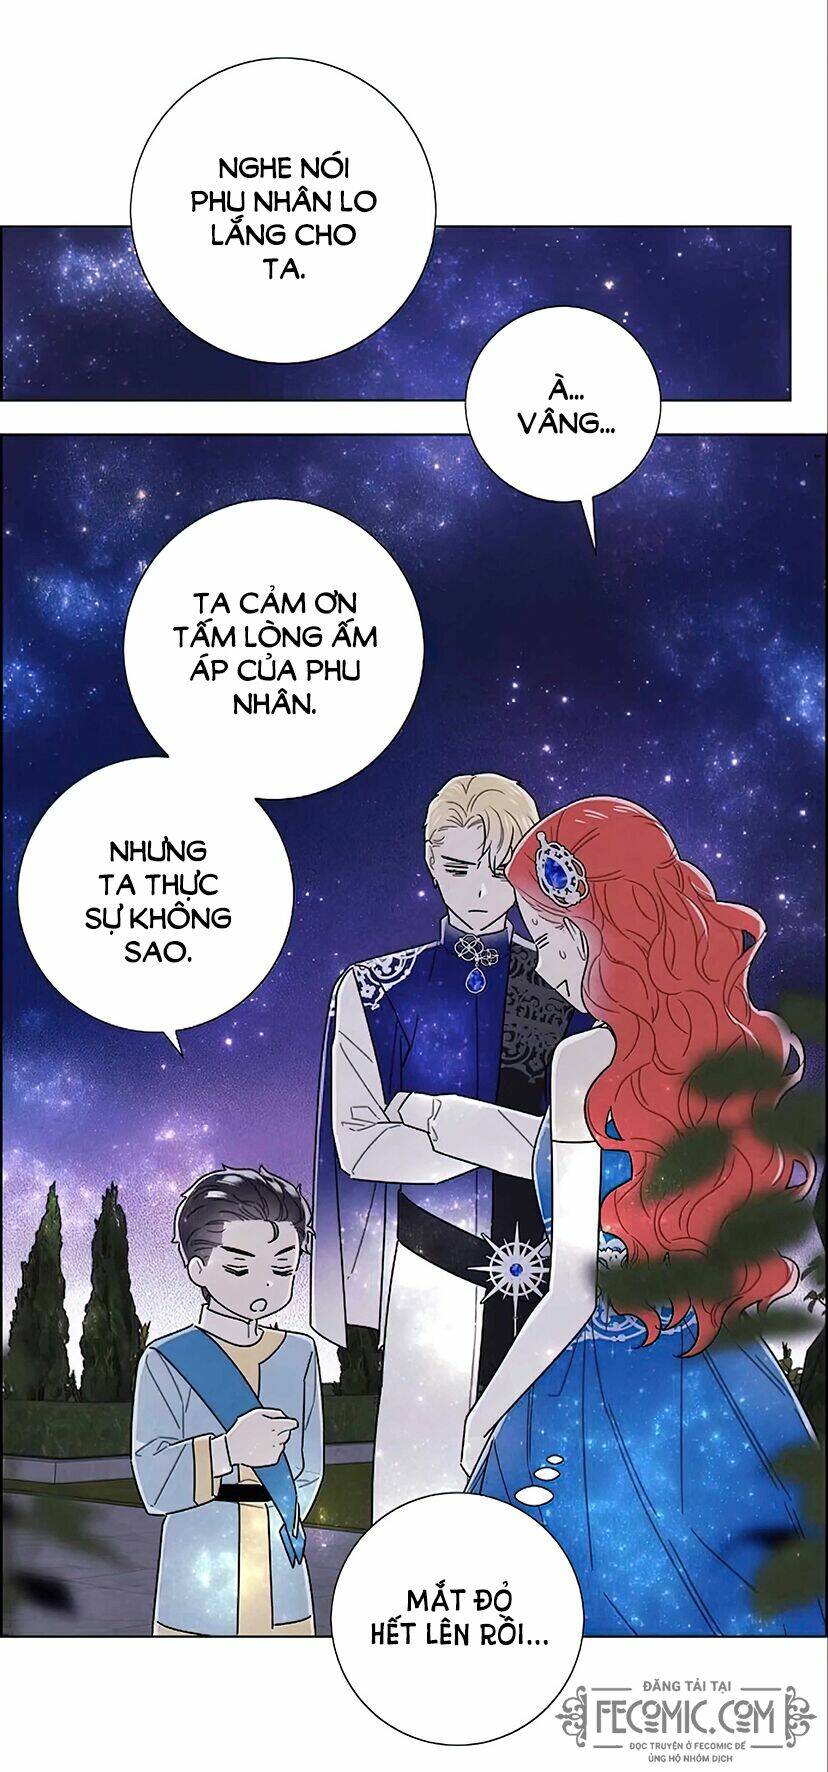 NGHE NÓI
PHU NHÂN LO
LẮNG CHO
TA.
À...
VÂNG...
TA CẢM ƠN
TẤM LÒNG ẤM
ÁP CỦA PHU
NHÂN.
NHƯNG
TA THỰC
SỰ KHÔNG
SAO.
MẮT ĐỎ
HẾT LÊN RỒI...
ĐĂNG TẢI TẠI
FECOMIC.COM
ĐỌC TRUYỆN Ở FECOMIC ĐỂ
ỦNG HỘ NHÓM DỊCH